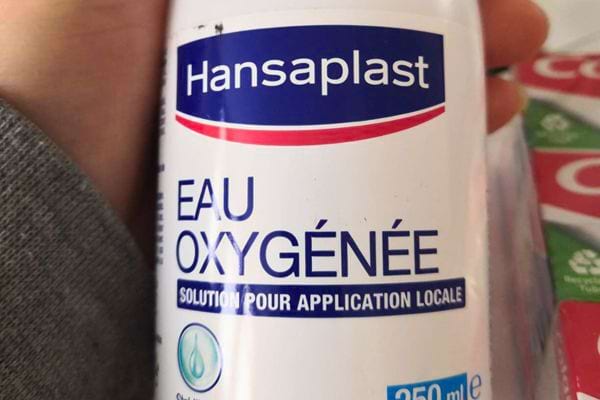 Hansaplast
EAU
OXYGÉNÉE
SOLUTION POUR APPLICATION LOCALE
250 ml e